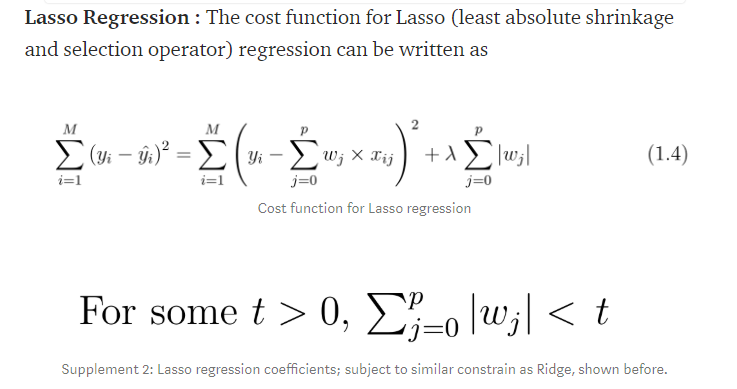 Lasso Regression : The cost function for Lasso (least absolute shrinkage
and selection operator) regression can be written as
$$\sum_{i=1}^{M} (y_i - \hat{y}_i)^2 = \sum_{i=1}^{M} \left( y_i - \sum_{j=0}^{p} w_j \times x_{ij} \right)^2 + \lambda \sum_{j=0}^{p} |w_j| \qquad (1.4)$$
Cost function for Lasso regression
For some $t > 0$, $\sum_{j=0}^{p} |w_j| < t$
Supplement 2: Lasso regression coefficients; subject to similar constrain as Ridge, shown before.